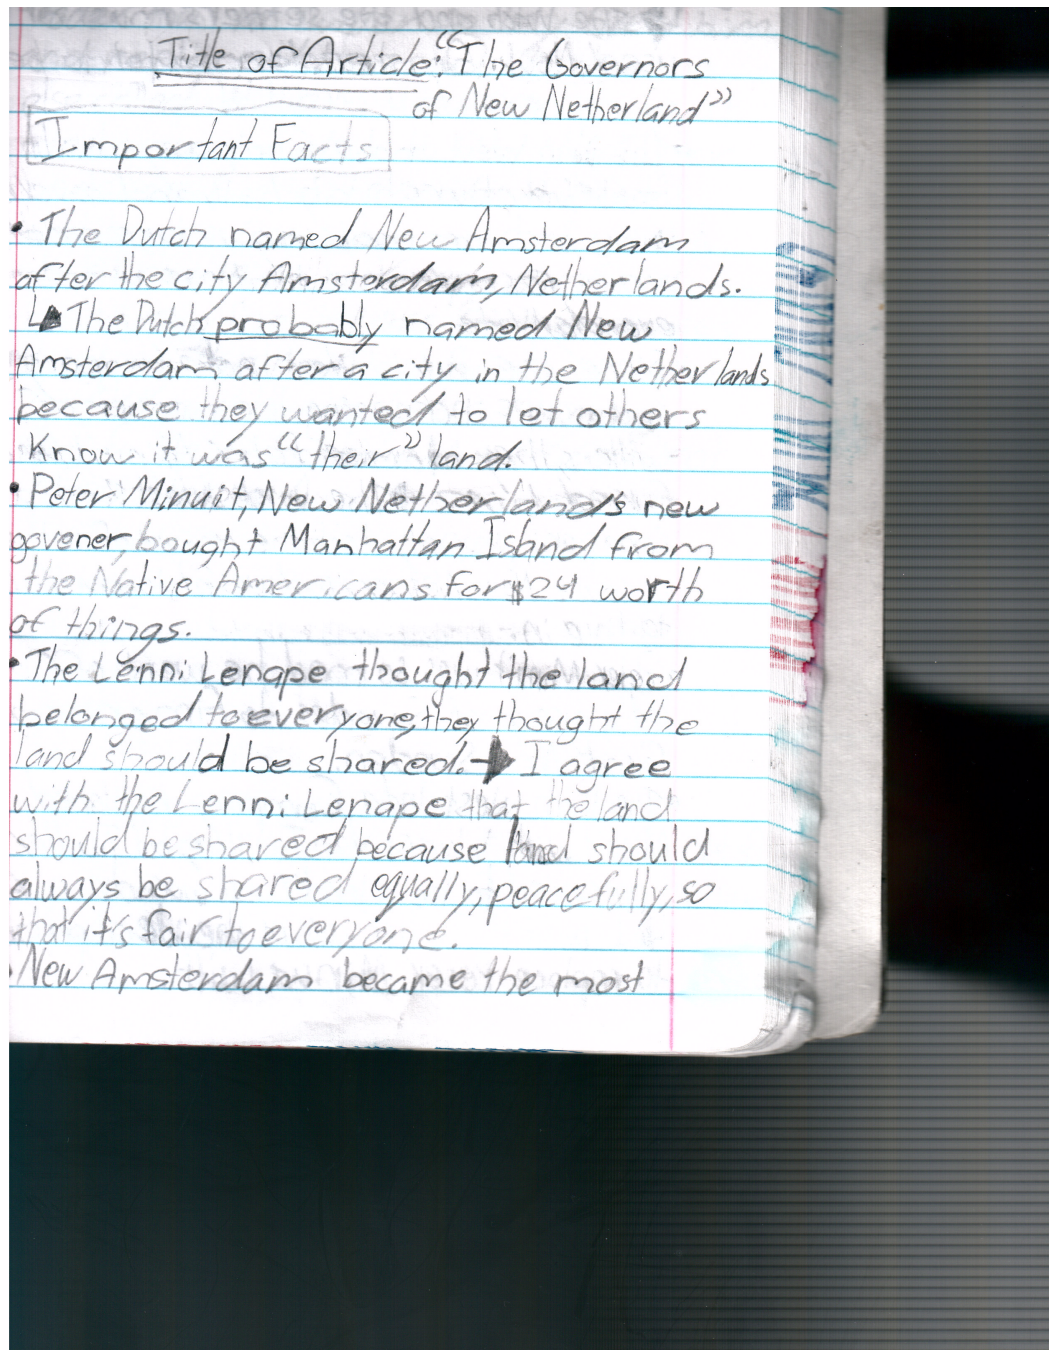 Title of Article: "The Governors
of New Netherland"
Important Facts
• The Dutch named New Amsterdam
after the city Amsterdam, Netherlands.
↳ The Dutch probably named New
Amsterdam after a city in the Netherlands
because they wanted to let others
Know it was "their" land.
• Peter Minuit, New Netherland's new
govener, bought Manhattan Island from
the Native Americans for $24 worth
of things.
• The Lenni Lenape thought the land
belonged to everyone, they thought the
land should be shared. → I agree
with the Lenni Lenape that the land
should be shared because land should
always be shared equally, peacefully, so
that it's fair to everyone.
• New Amsterdam became the most